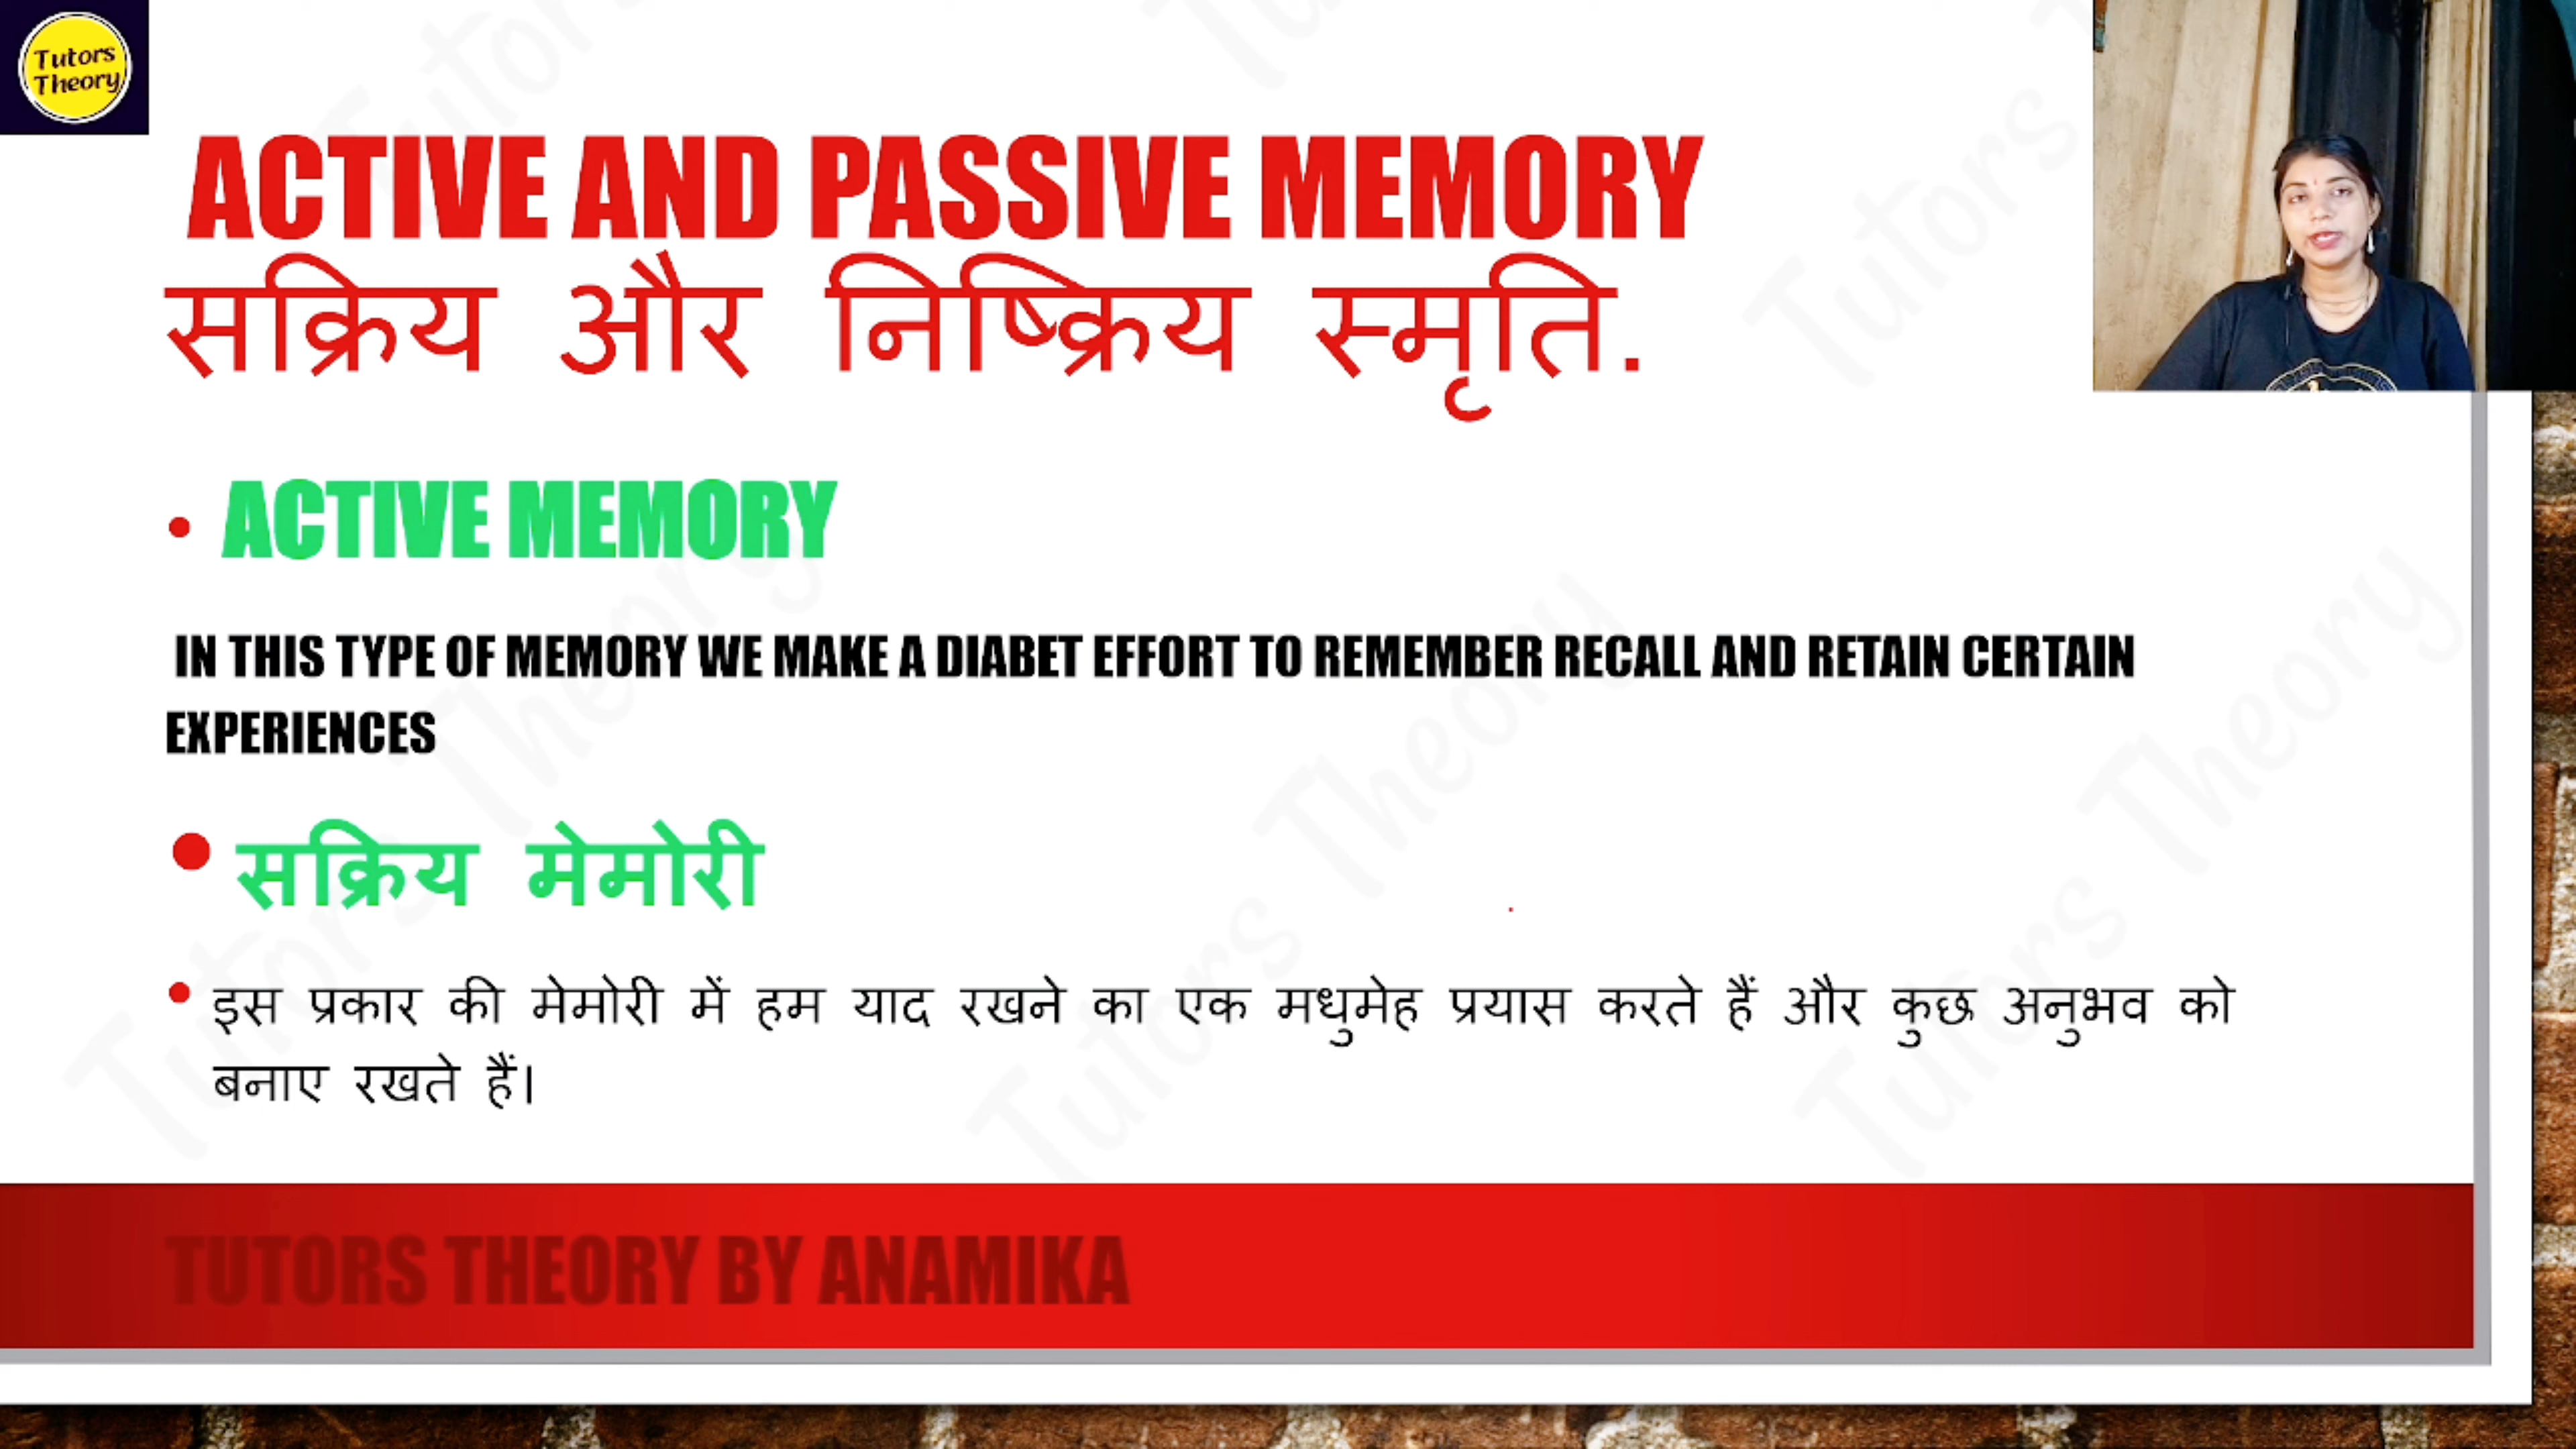 Tutors
Theory
ACTIVE AND PASSIVE MEMORY
सक्रिय और निष्क्रिय स्मृति.
• ACTIVE MEMORY
IN THIS TYPE OF MEMORY WE MAKE A DIABET EFFORT TO REMEMBER RECALL AND RETAIN CERTAIN
EXPERIENCES
• सक्रिय मेमोरी
• इस प्रकार की मेमोरी में हम याद रखने का एक मधुमेह प्रयास करते हैं और कुछ अनुभव को
बनाए रखते हैं।
TUTORS THEORY BY ANAMIKA